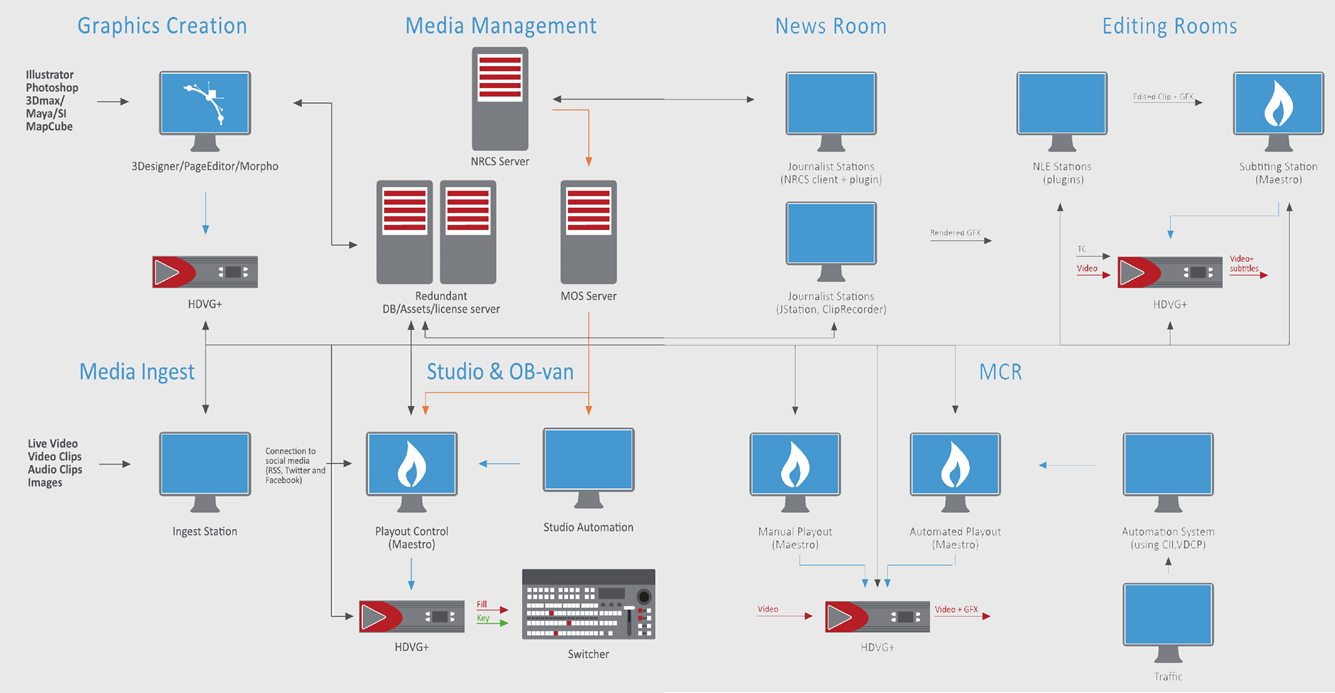 Graphics Creation
Media Management
News Room
Editing Rooms
Illustrator
Photoshop
3Dmax/
Maya/SI
MapCube
3Designer/PageEditor/Morpho
NRCS Server
Journalist Stations
(NRCS client + plugin)
NLE Stations
(plugins)
Edited Clip + GFX
Subtiting Station
(Maestro)
HDVG+
Redundant
DB/Assets/license server
MOS Server
Journalist Stations
(JStation, ClipRecorder)
Rendered GFX
TC
Video
Video+
subtitles
HDVG+
Media Ingest
Studio & OB-van
MCR
Live Video
Video Clips
Audio Clips
Images
Ingest Station
Connection to
social media
(RSS, Twitter and
Facebook)
Playout Control
(Maestro)
Studio Automation
Manual Playout
(Maestro)
Automated Playout
(Maestro)
Automation System
(using CII,VDCP)
Fill
Key
HDVG+
Switcher
Video
Video + GFX
HDVG+
Traffic